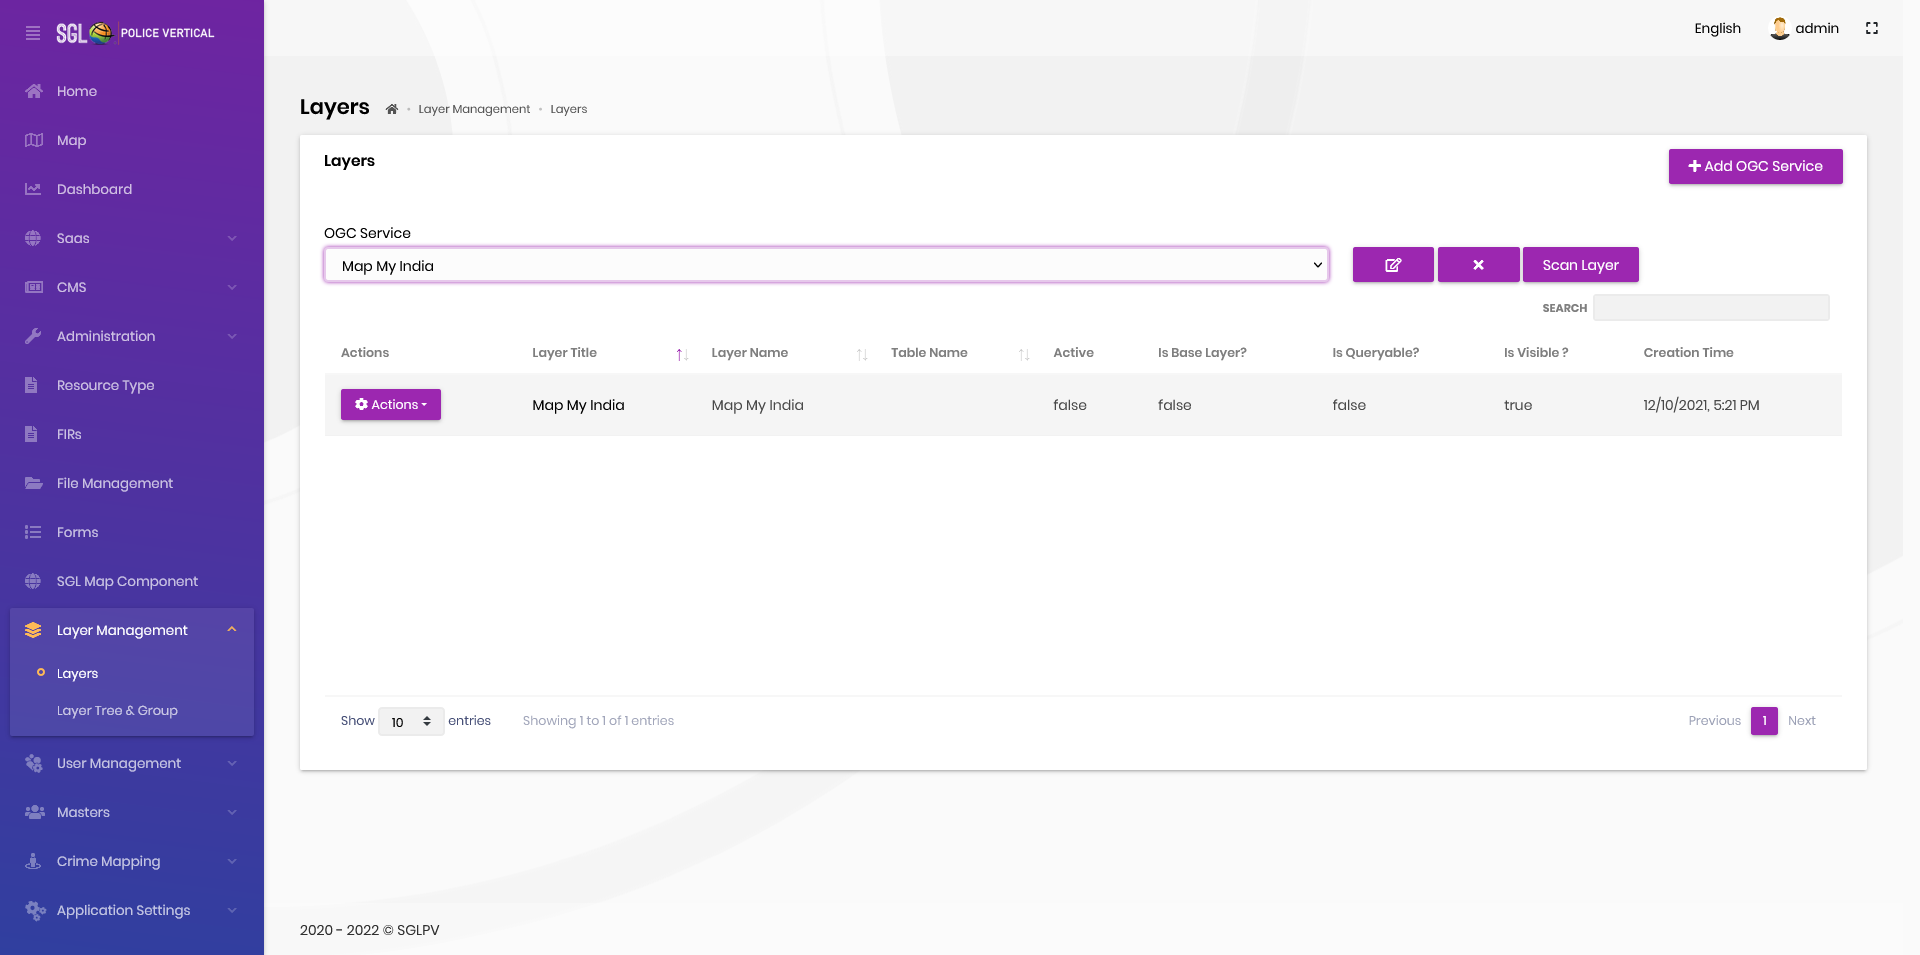 SGL POLICE VERTICAL
English
admin
Home
Map
Dashboard
Saas
CMS
Administration
Resource Type
FIRs
File Management
Forms
SGL Map Component
Layer Management
Layers
Layer Tree & Group
User Management
Masters
Crime Mapping
Application Settings
Layers • Layer Management • Layers
Layers
Add OGC Service
OGC Service
Map My India
Scan Layer
SEARCH
Actions Layer Title Layer Name Table Name Active Is Base Layer? Is Queryable? Is Visible ? Creation Time
Actions Map My India Map My India false false false true 12/10/2021, 5:21 PM
Show 10 entries Showing 1 to 1 of 1 entries Previous 1 Next
2020 - 2022 © SGLPV